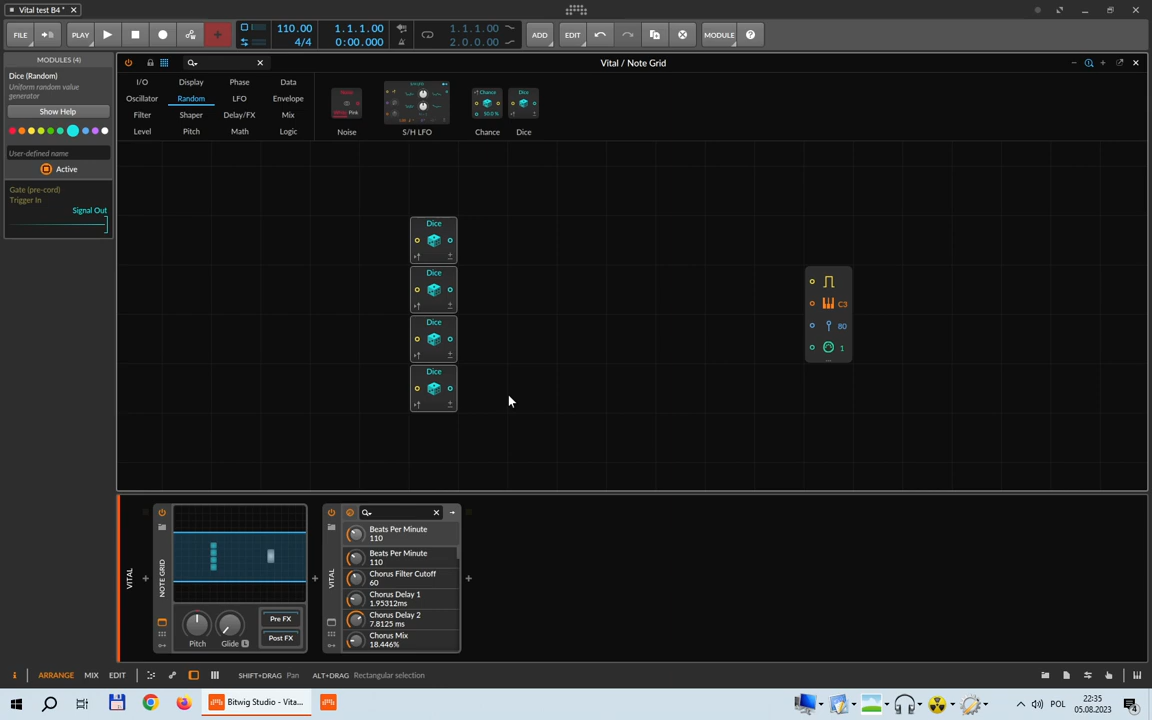 Vital test B4 *
FILE
PLAY
110.00
4/4
1.1.1.00
0:00.000
1.1.1.00
2.0.0.00
ADD
EDIT
MODULE
MODULES (4)
Dice (Random)
Uniform random value
generator
Show Help
User-defined name
Active
Gate (pre-cord)
Trigger In
Signal Out
Vital / Note Grid
I/O
Display
Phase
Data
Oscillator
Random
LFO
Envelope
Filter
Shaper
Delay/FX
Mix
Level
Pitch
Math
Logic
Pink
Noise
S/H LFO
Chance
50.0 %
Chance
Dice
Dice
Dice
Dice
Dice
Dice
C3
80
1
VITAL
NOTE GRID
Pitch
Glide
L
Pre FX
Post FX
VITAL
Beats Per Minute
110
Beats Per Minute
110
Chorus Filter Cutoff
60
Chorus Delay 1
1.95312ms
Chorus Delay 2
7.8125 ms
Chorus Mix
18.446%
ARRANGE
MIX
EDIT
SHIFT+DRAG Pan
ALT+DRAG Rectangular selection
Bitwig Studio - Vita...
POL
22:35
05.08.2023
4